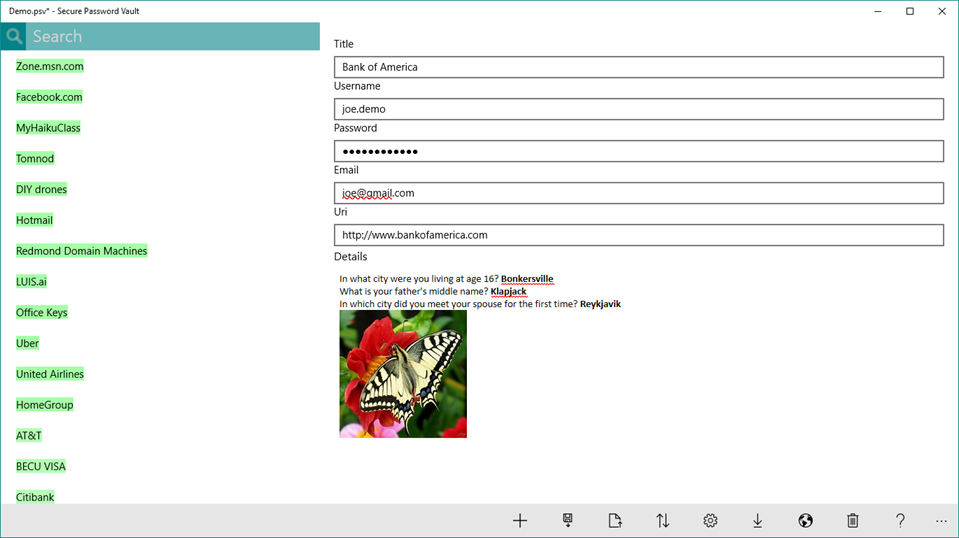 Demo.psv* - Secure Password Vault
Search
Zone.msn.com
Facebook.com
MyHaikuClass
Tomnod
DIY drones
Hotmail
Redmond Domain Machines
LUIS.ai
Office Keys
Uber
United Airlines
HomeGroup
AT&T
BECU VISA
Citibank
Title
Bank of America
Username
joe.demo
Password
●●●●●●●●●●●●
Email
joe@gmail.com
Uri
http://www.bankofamerica.com
Details
In what city were you living at age 16? Bonkersville
What is your father's middle name? Klapjack
In which city did you meet your spouse for the first time? Reykjavik